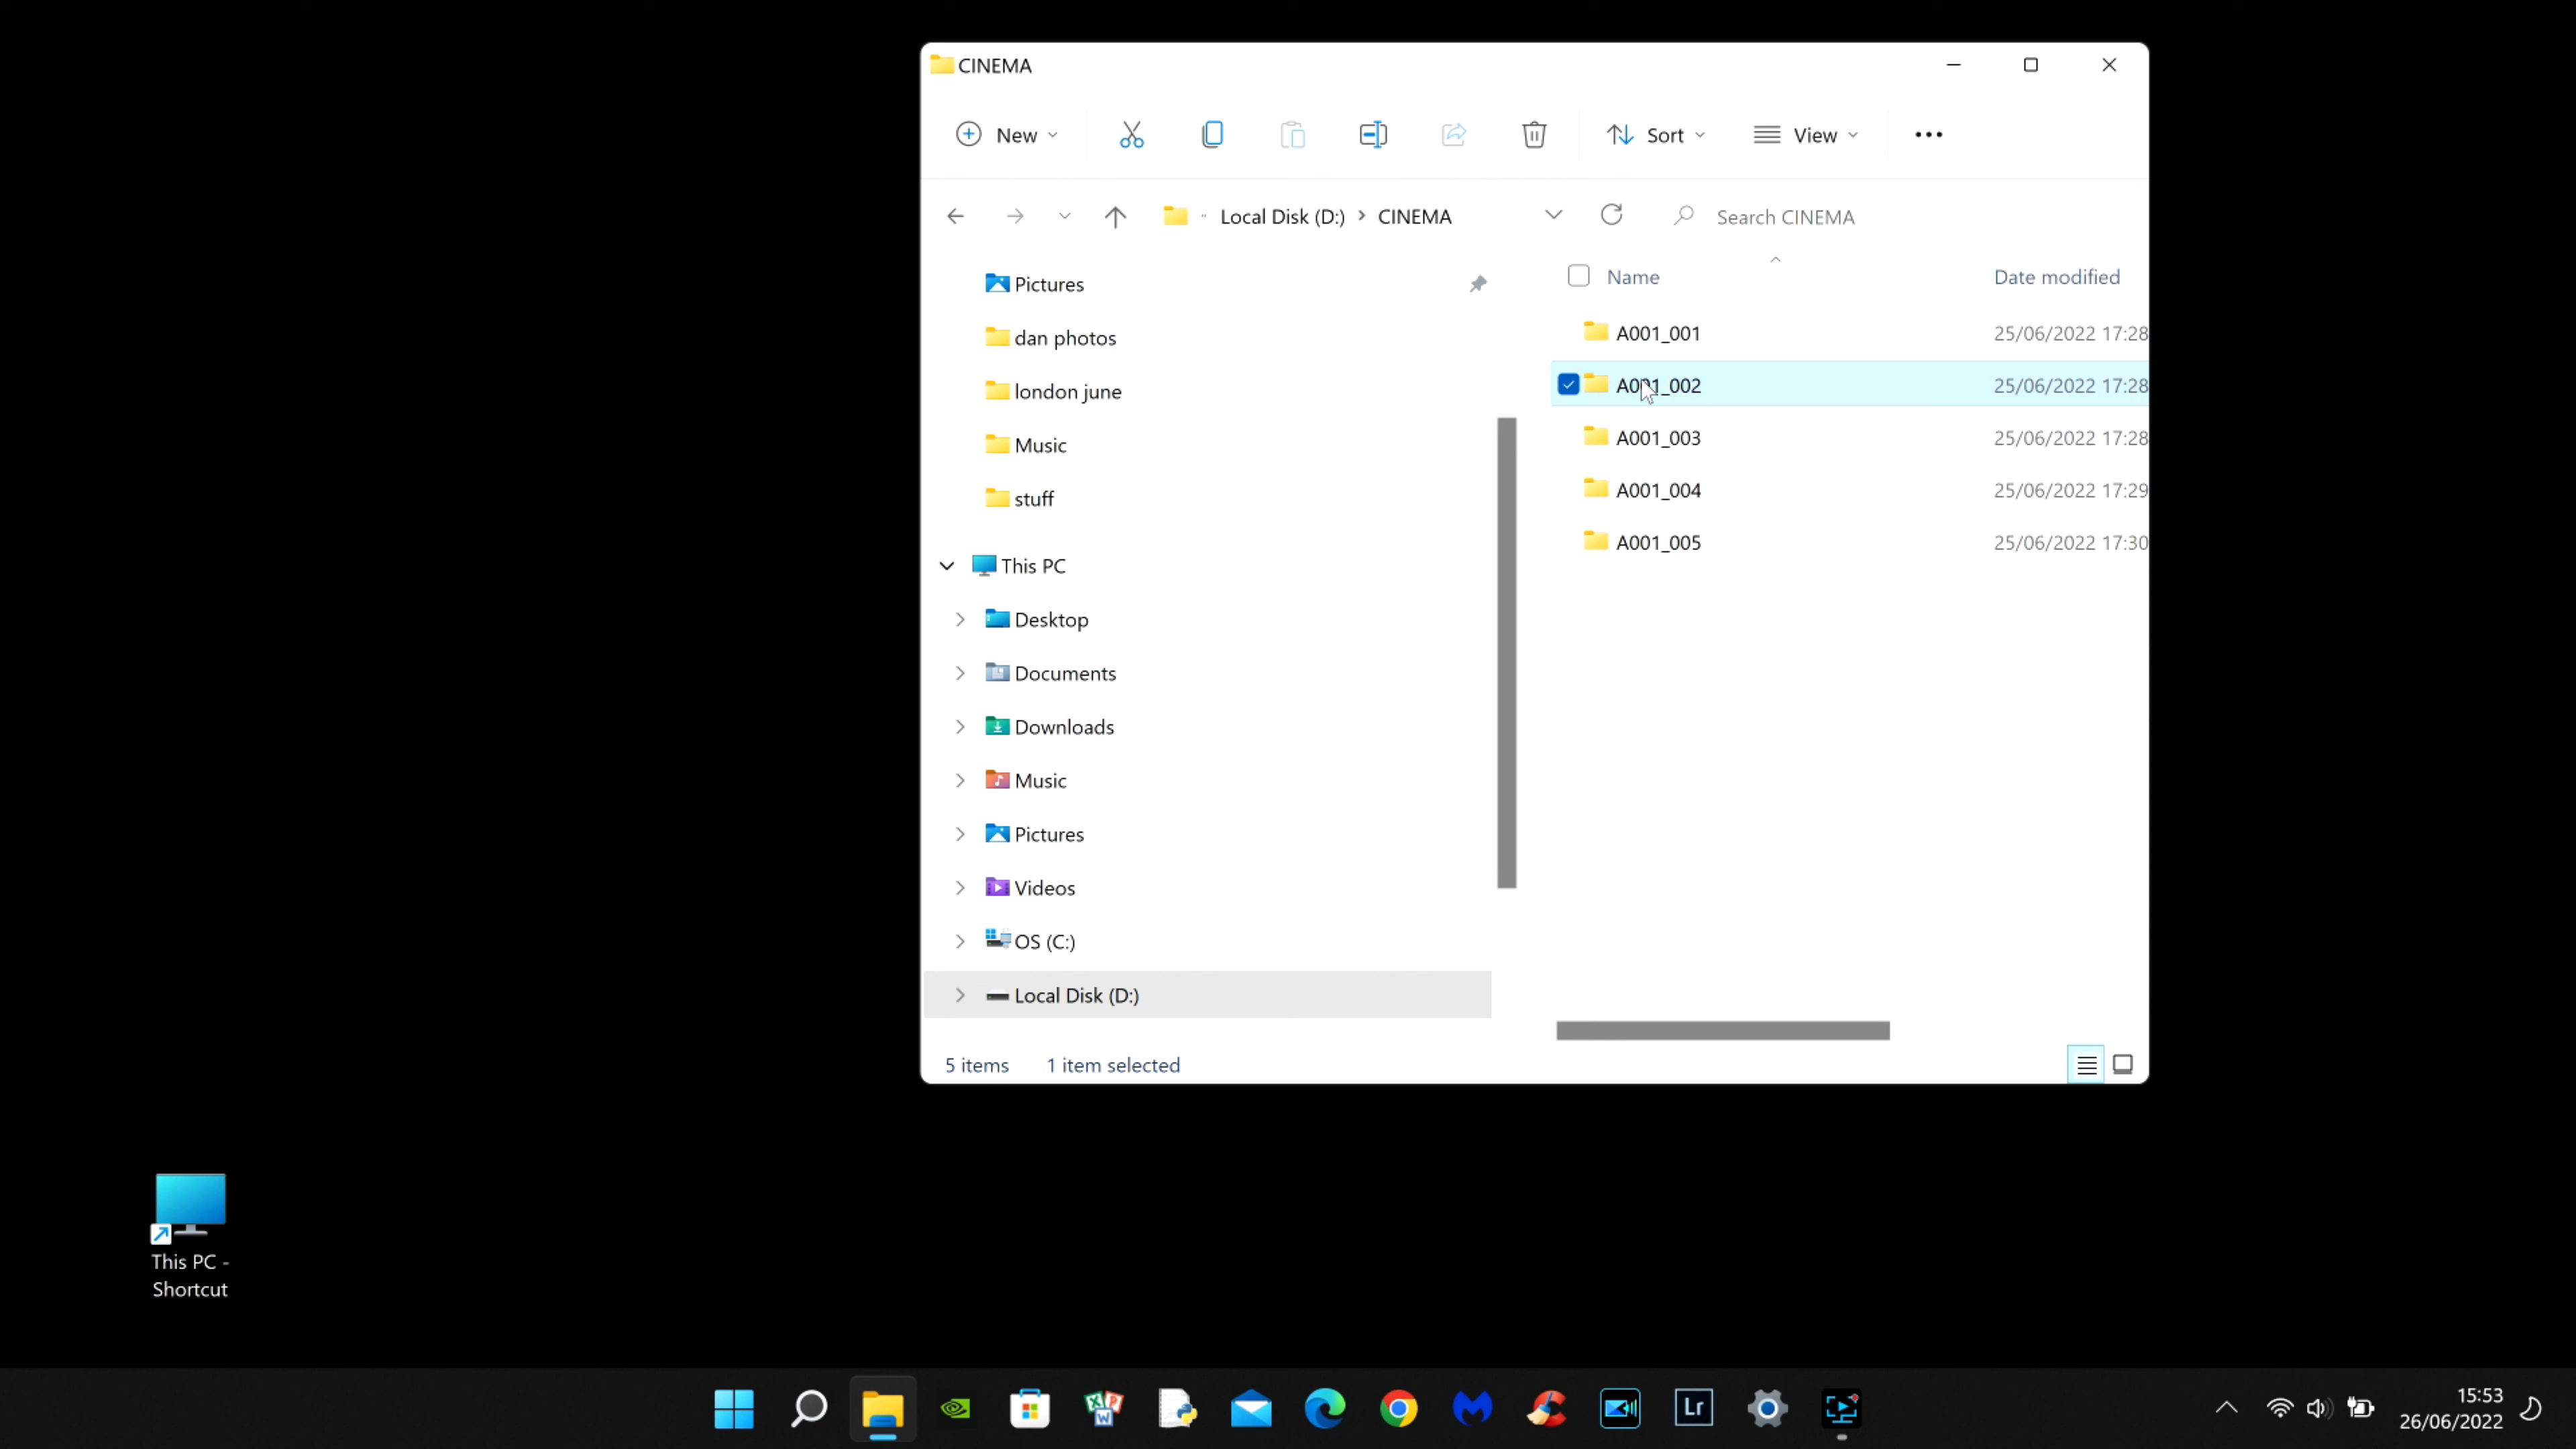 CINEMA
New
Sort
View
Local Disk (D:) > CINEMA
Search CINEMA
Pictures
dan photos
london june
Music
stuff
This PC
Desktop
Documents
Downloads
Music
Pictures
Videos
OS (C:)
Local Disk (D:)
Name Date modified
A001_001 25/06/2022 17:28
A001_002 25/06/2022 17:28
A001_003 25/06/2022 17:28
A001_004 25/06/2022 17:29
A001_005 25/06/2022 17:30
5 items 1 item selected
This PC -
Shortcut
X P W
Lr
15:53
26/06/2022